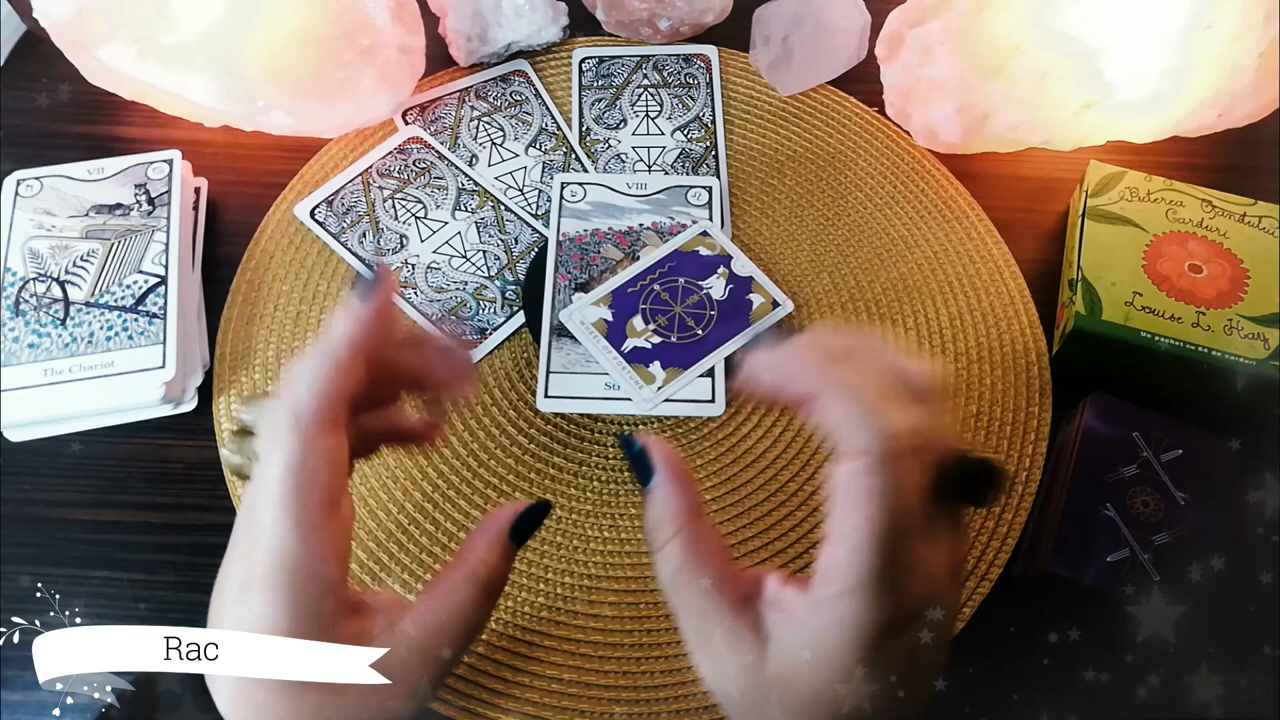 VII
The Chariot
VIII
WHEEL OF FORTUNE
Puterea Gândului
Carduri
Louise L. Hay
Un pachet cu 64 de carduri
Rac